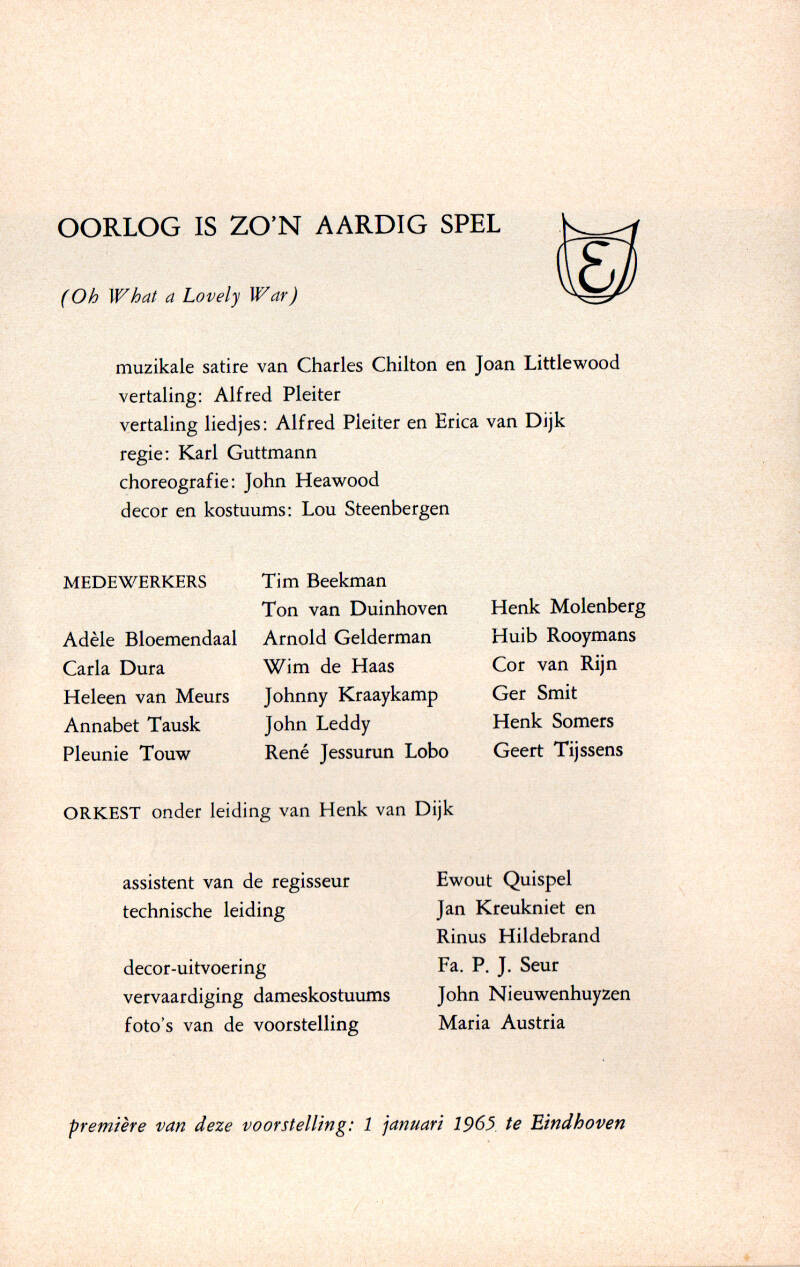 OORLOG IS ZO'N AARDIG SPEL
E
(Oh What a Lovely War)
muzikale satire van Charles Chilton en Joan Littlewood
vertaling: Alfred Pleiter
vertaling liedjes: Alfred Pleiter en Erica van Dijk
regie: Karl Guttmann
choreografie: John Heawood
decor en kostuums: Lou Steenbergen
MEDEWERKERS Tim Beekman
Ton van Duinhoven Henk Molenberg
Adèle Bloemendaal Arnold Gelderman Huib Rooymans
Carla Dura Wim de Haas Cor van Rijn
Heleen van Meurs Johnny Kraaykamp Ger Smit
Annabet Tausk John Leddy Henk Somers
Pleunie Touw René Jessurun Lobo Geert Tijssens
ORKEST onder leiding van Henk van Dijk
assistent van de regisseur Ewout Quispel
technische leiding Jan Kreukniet en
Rinus Hildebrand
decor-uitvoering Fa. P. J. Seur
vervaardiging dameskostuums John Nieuwenhuyzen
foto's van de voorstelling Maria Austria
première van deze voorstelling: 1 januari 1965 te Eindhoven